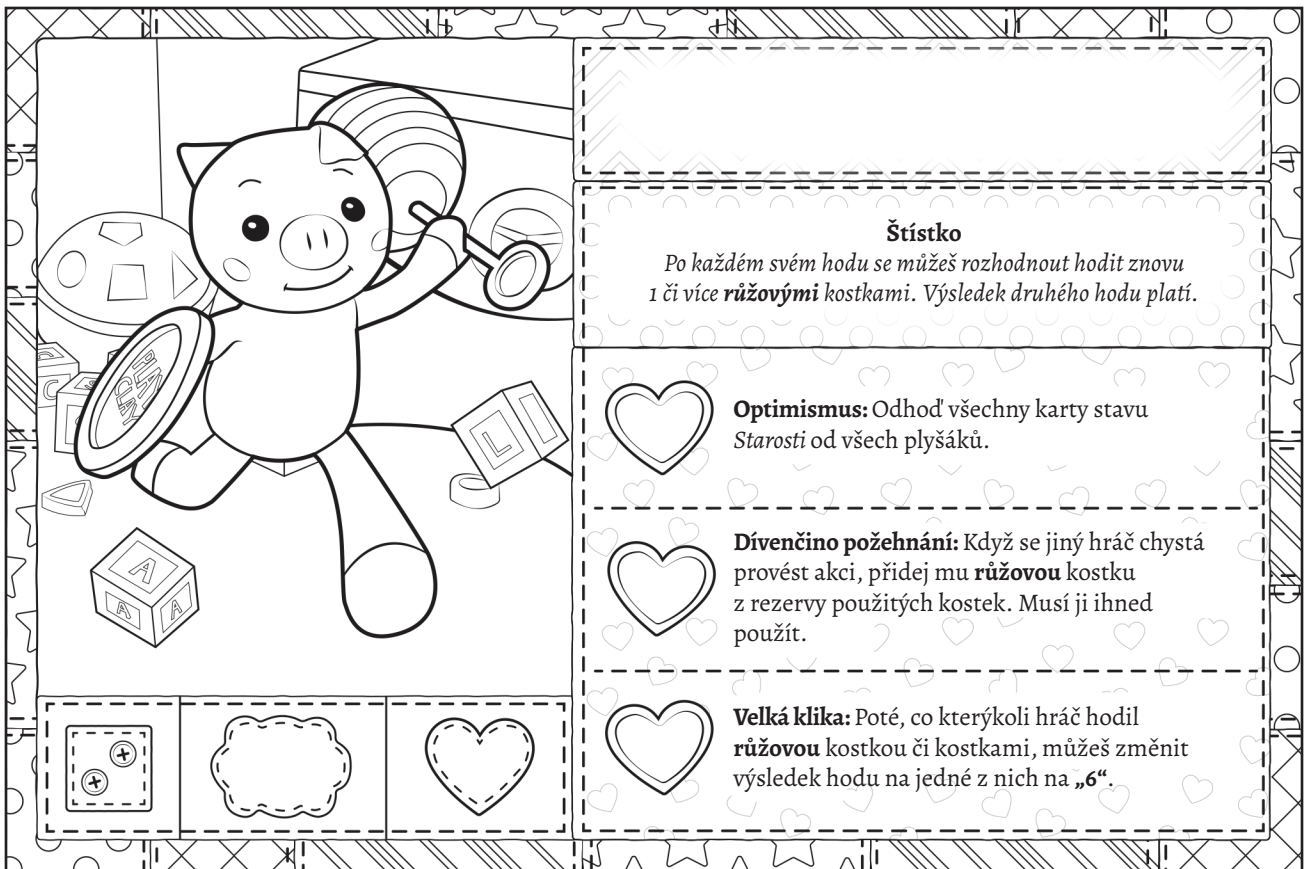 Štístko
Po každém svém hodu se můžeš rozhodnout hodit znovu
1 či více růžovými kostkami. Výsledek druhého hodu platí.
Optimismus: Odhoď všechny karty stavu
Starosti od všech plyšáků.
Dívenčino požehnání: Když se jiný hráč chystá
provést akci, přidej mu růžovou kostku
z rezervy použitých kostek. Musí ji ihned
použít.
Velká klika: Poté, co kterýkoli hráč hodil
růžovou kostkou či kostkami, můžeš změnit
výsledek hodu na jedné z nich na „6“.
PLAY
CLAY
L
A
A
A